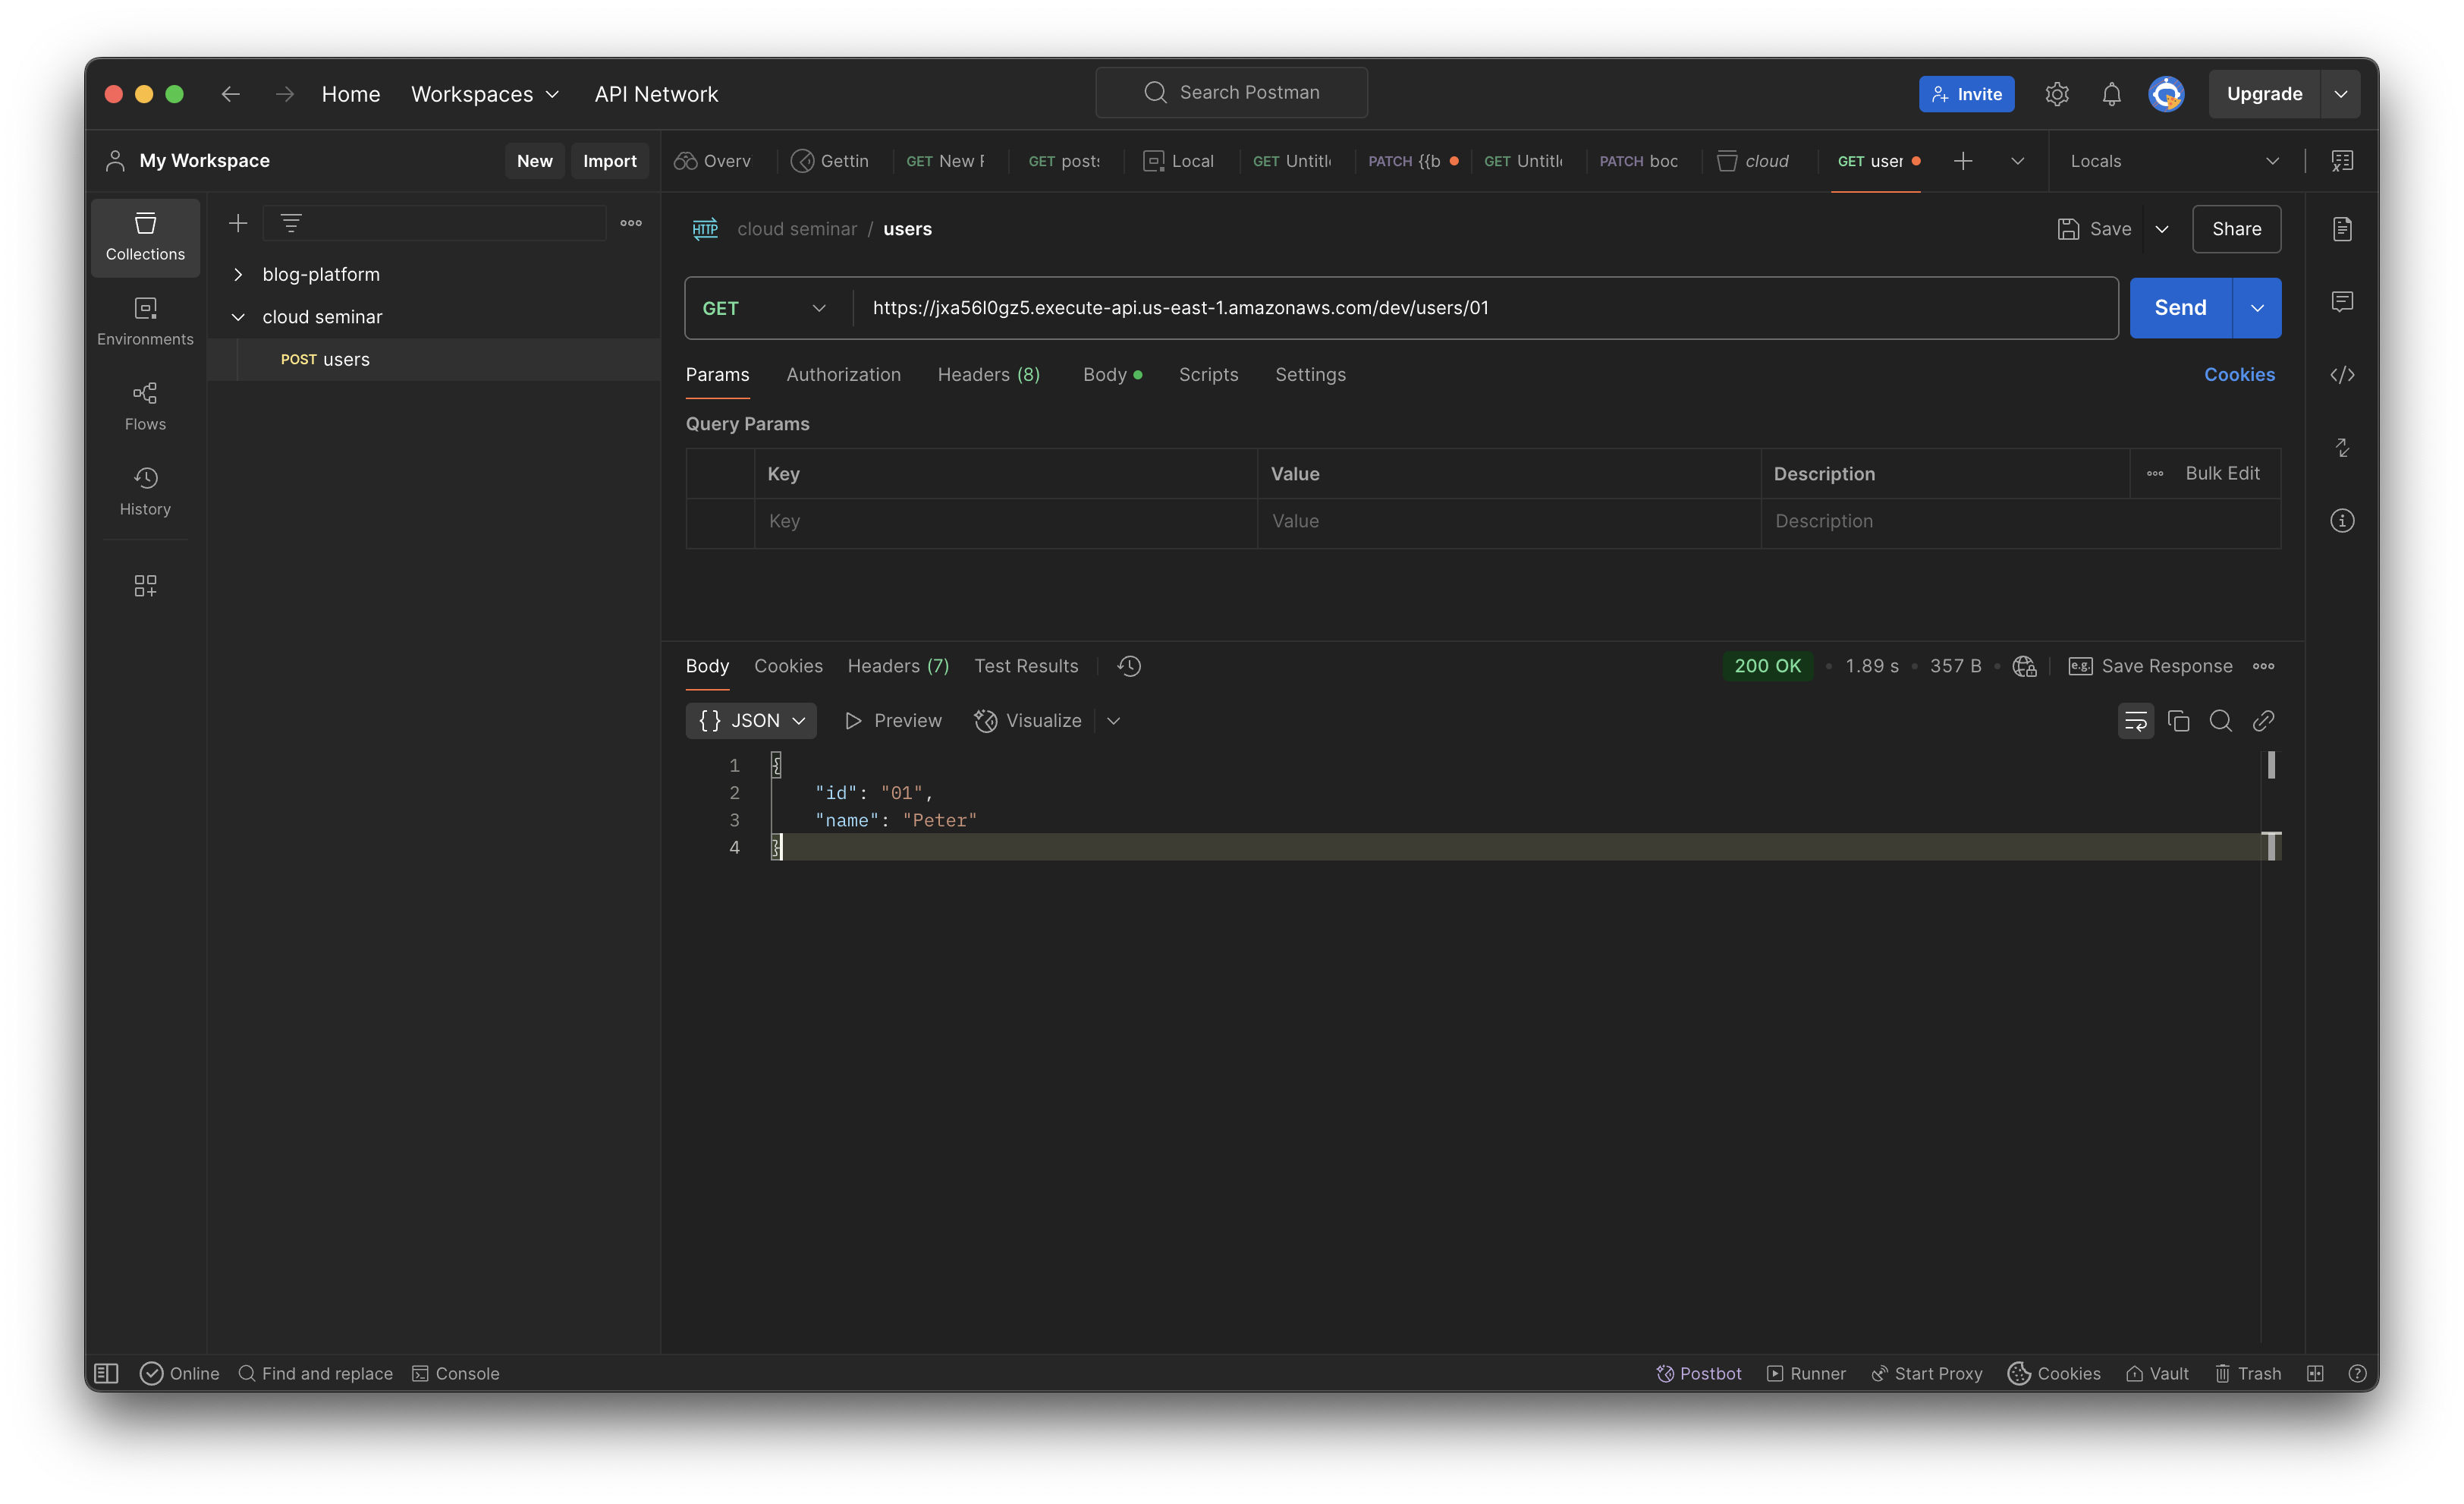 Home Workspaces API Network Search Postman Invite Upgrade
My Workspace New Import Overv Gettin GET New F GET posts Local GET Untitle PATCH {{b GET Untitle PATCH boo cloud GET user Locals
Collections
Environments
Flows
History
blog-platform
cloud seminar
POST users
HTTP cloud seminar / users Save Share
GET https://jxa56l0gz5.execute-api.us-east-1.amazonaws.com/dev/users/01 Send
Params Authorization Headers (8) Body Scripts Settings Cookies
Query Params
Key Value Description Bulk Edit
Key Value Description
Body Cookies Headers (7) Test Results 200 OK 1.89 s 357 B e.g. Save Response
{} JSON Preview Visualize
1 {
2 "id": "01",
3 "name": "Peter"
4 }
Online Find and replace Console Postbot Runner Start Proxy Cookies Vault Trash